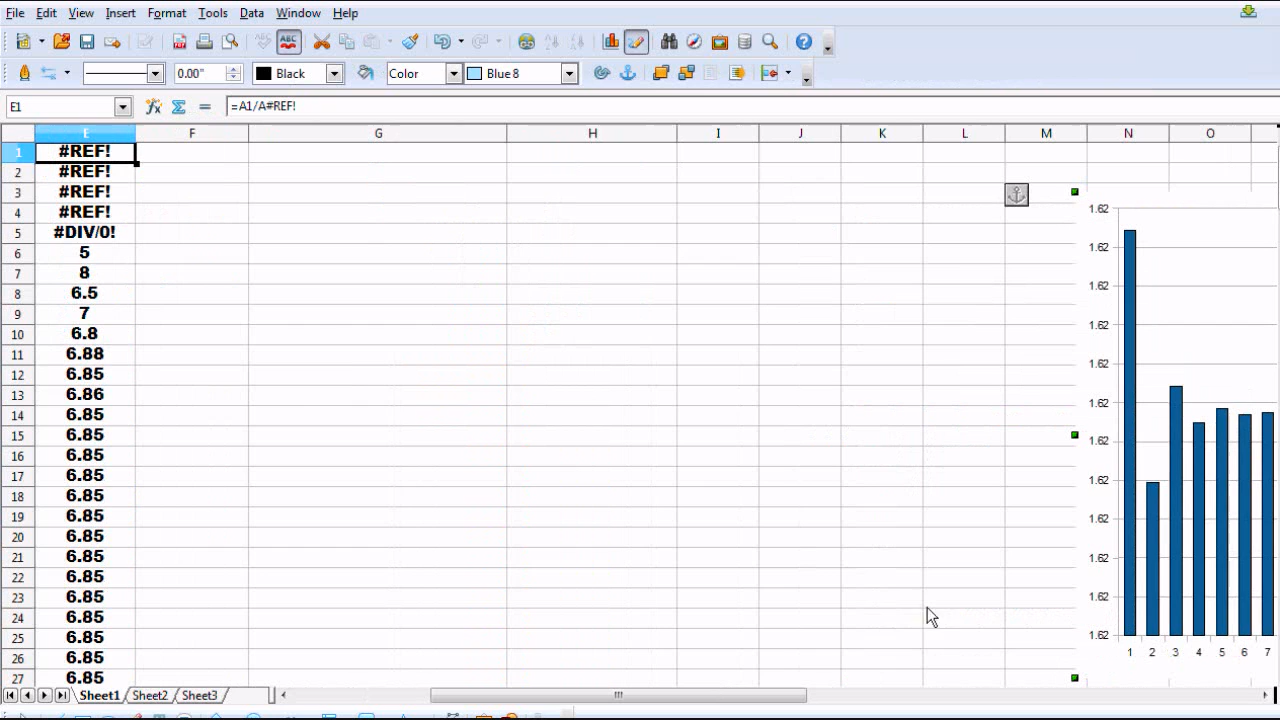 File Edit View Insert Format Tools Data Window Help
ABC
0.00" Black Color Blue 8
E1 =A1/A#REF!
E F G H I J K L M N O
1 #REF!
2 #REF!
3 #REF!
4 #REF!
5 #DIV/0!
6 5
7 8
8 6.5
9 7
10 6.8
11 6.88
12 6.85
13 6.86
14 6.85
15 6.85
16 6.85
17 6.85
18 6.85
19 6.85
20 6.85
21 6.85
22 6.85
23 6.85
24 6.85
25 6.85
26 6.85
27 6.85
1.62
1.62
1.62
1.62
1.62
1.62
1.62
1.62
1.62
1.62
1.62
1.62
1 2 3 4 5 6 7
Sheet1 Sheet2 Sheet3